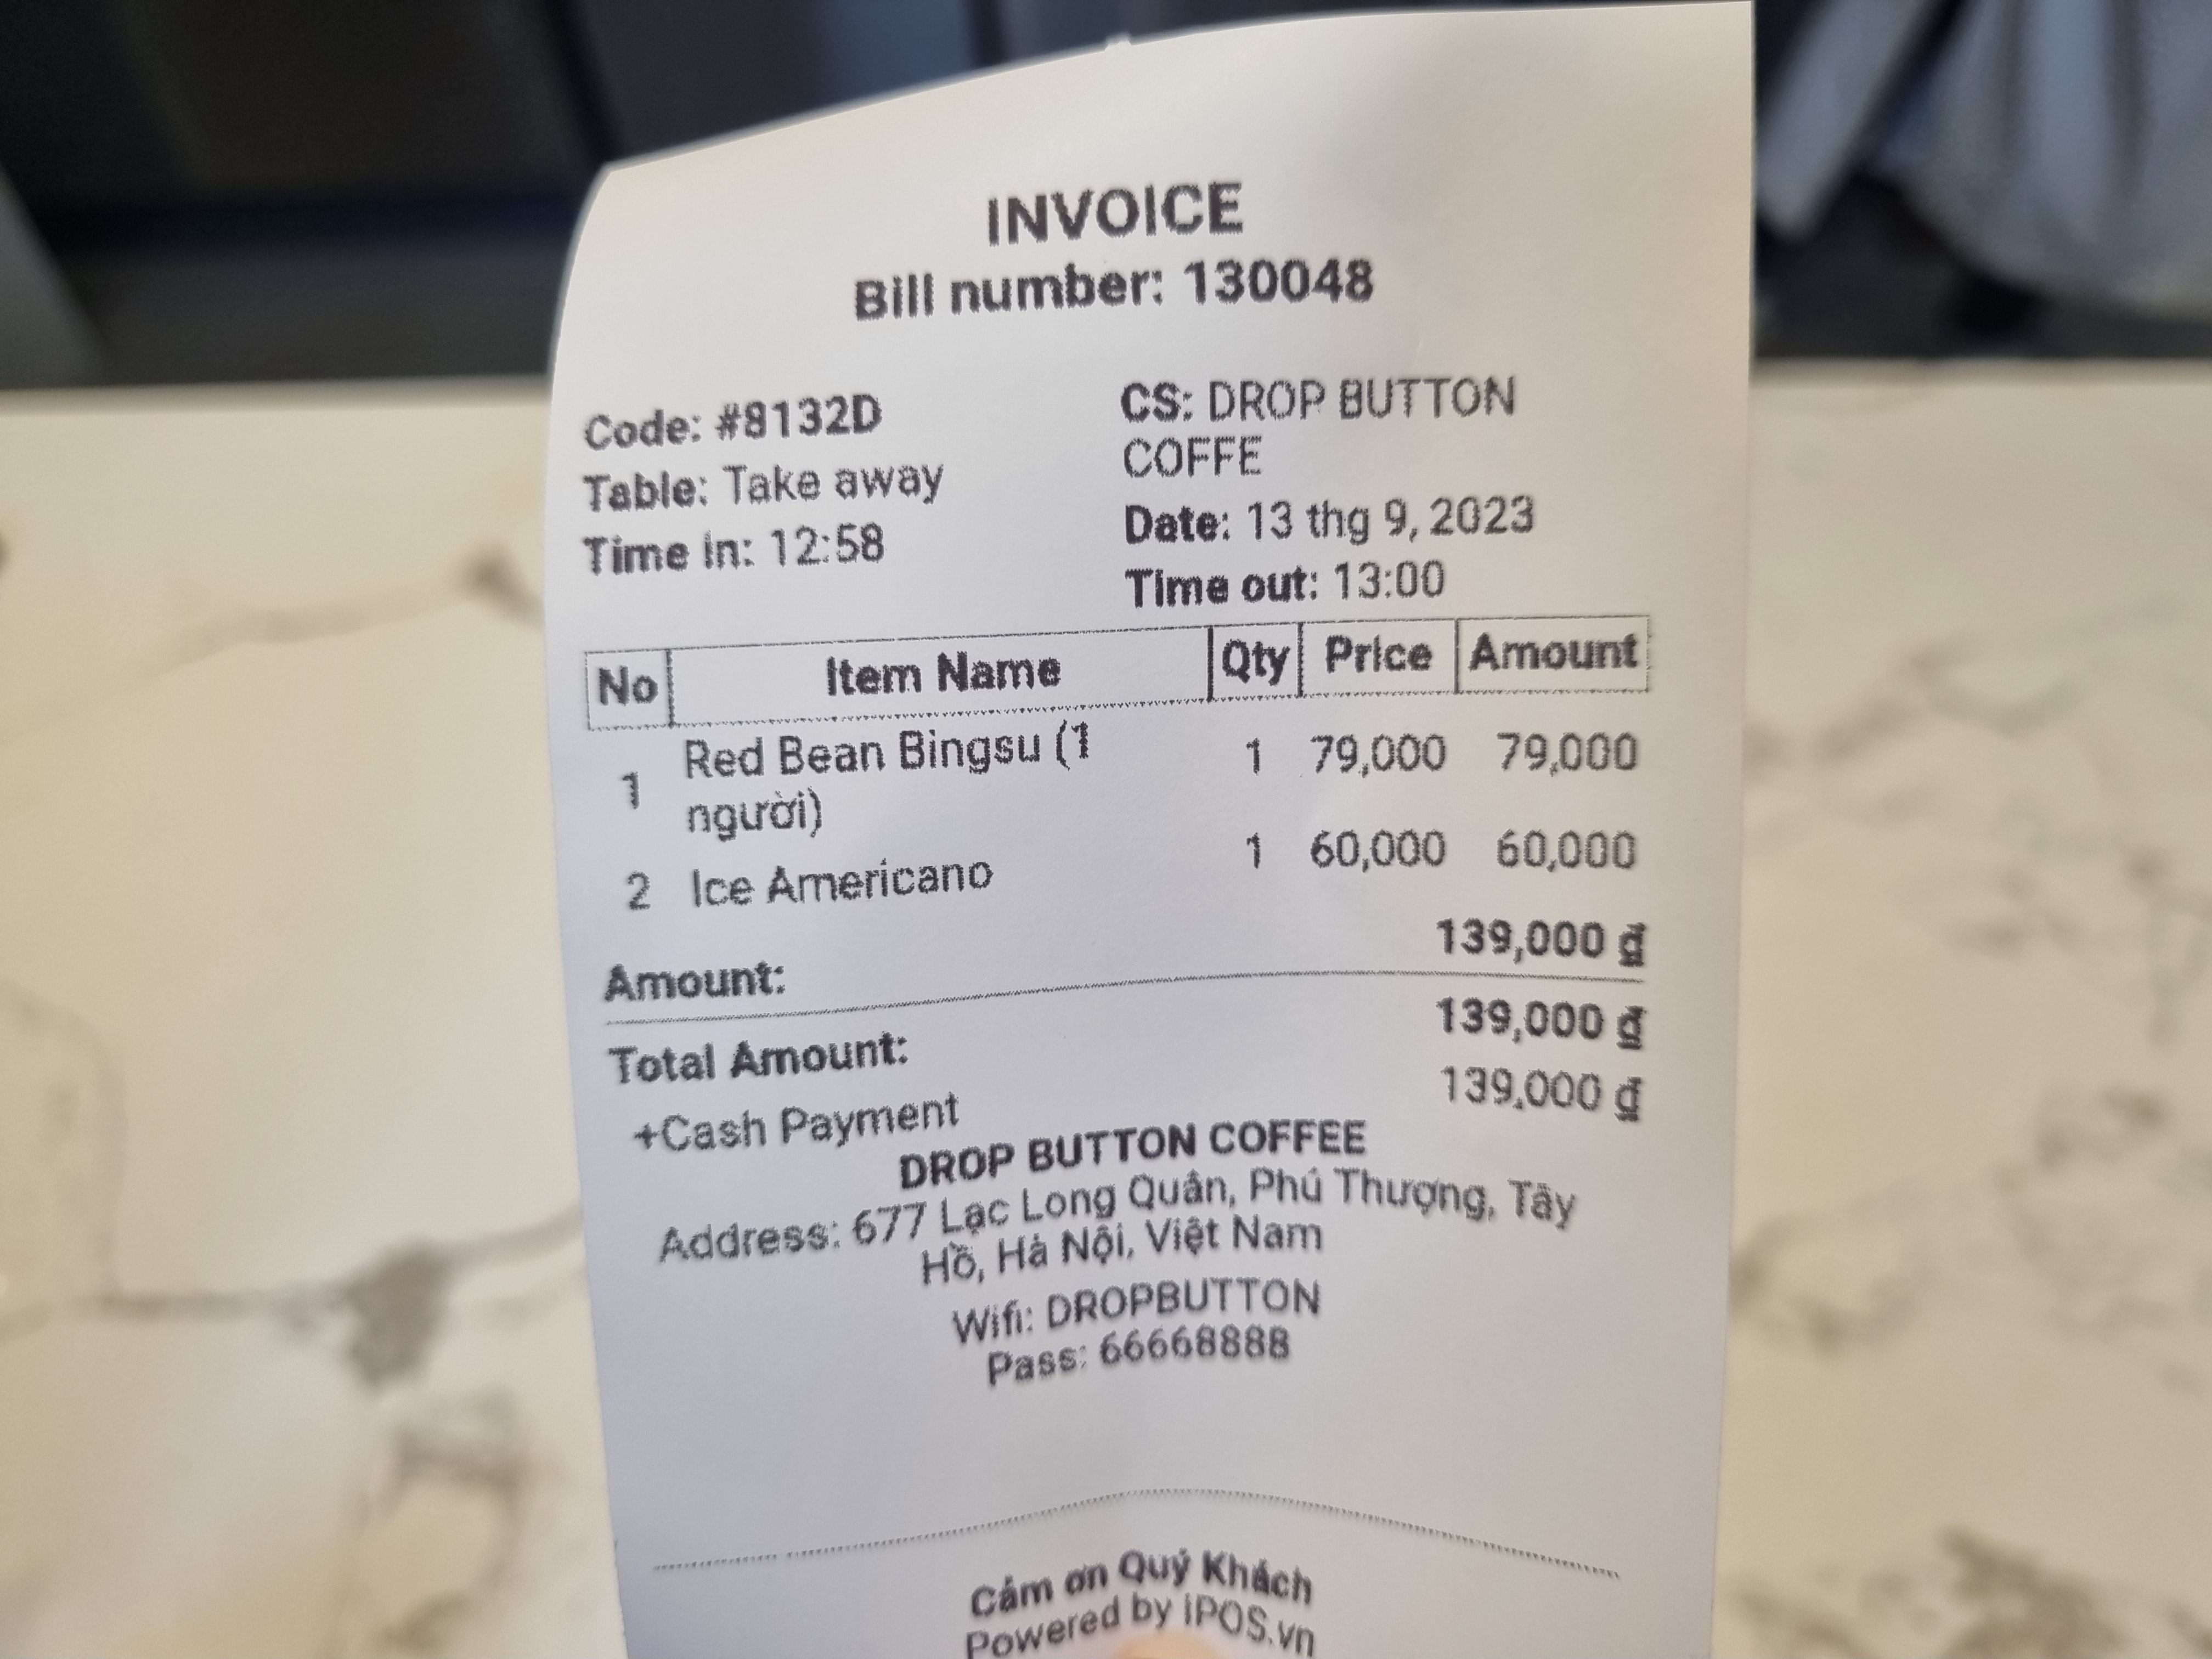 INVOICE
Bill number: 130048
Code: #8132D
CS: DROP BUTTON
COFFE
Table: Take away
Date: 13 thg 9, 2023
Time In: 12:58
Time out: 13:00
No Item Name Qty Price Amount
1 Red Bean Bingsu (1 1 79,000 79,000
người)
2 Ice Americano 1 60,000 60,000
Amount: 139,000 ₫
Total Amount: 139,000 ₫
+Cash Payment 139,000 ₫
DROP BUTTON COFFEE
Address: 677 Lạc Long Quân, Phú Thượng, Tây
Hồ, Hà Nội, Việt Nam
Wifi: DROPBUTTON
Pass: 66668888
Cảm ơn Quý Khách
Powered by iPOS.vn